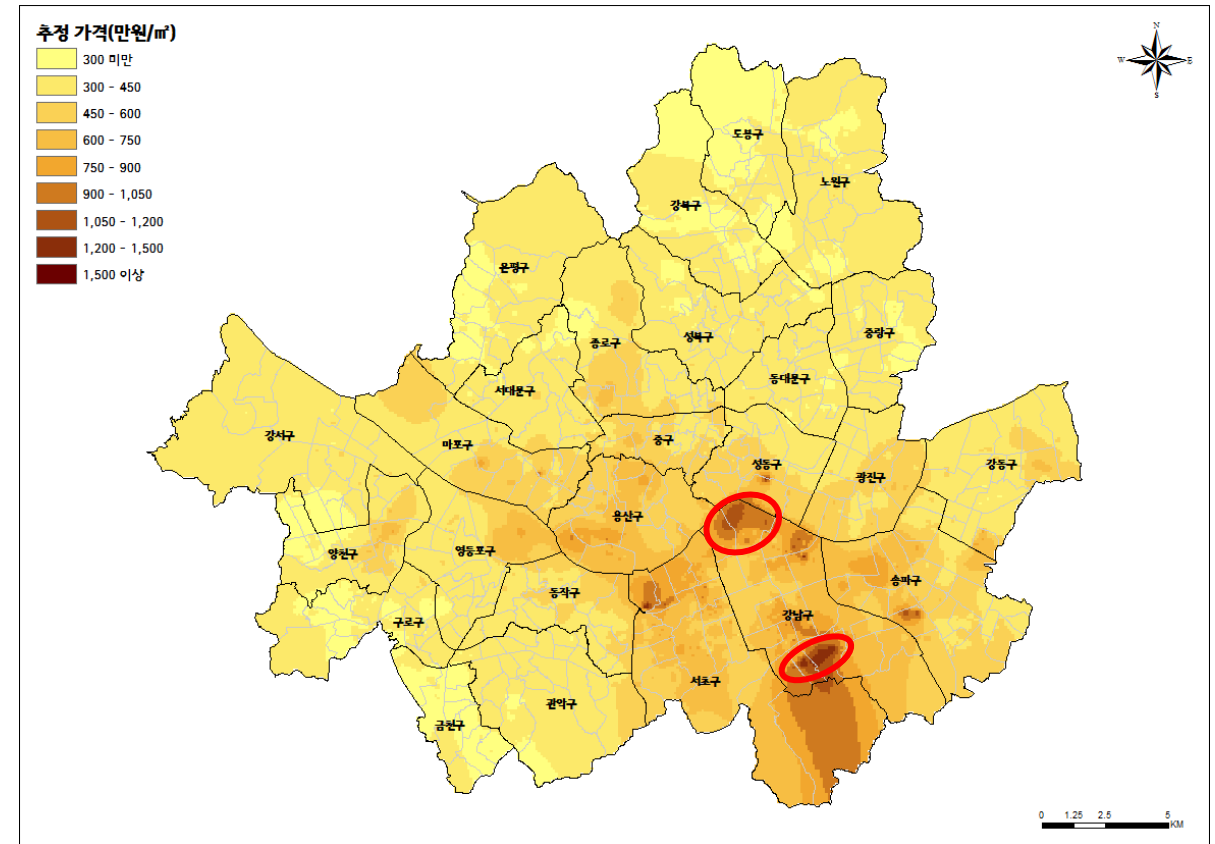 추정 가격(만원/㎡)
300 미만
300 - 450
450 - 600
600 - 750
750 - 900
900 - 1,050
1,050 - 1,200
1,200 - 1,500
1,500 이상
N
W
E
S
도봉구
노원구
강북구
은평구
종로구
성북구
중랑구
동대문구
서대문구
강서구
마포구
중구
성동구
광진구
강동구
용산구
양천구
영등포구
동작구
송파구
강남구
구로구
서초구
관악구
금천구
0 1.25 2.5 5
KM